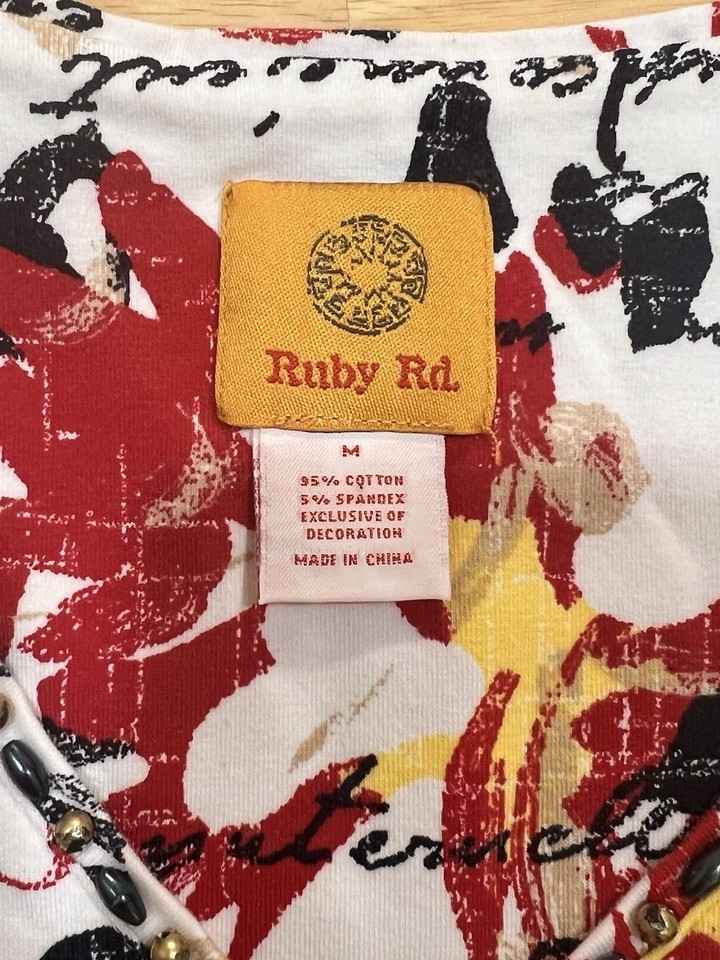 Ruby Rd.
M
95% COTTON
5% SPANDEX
EXCLUSIVE OF
DECORATION
MADE IN CHINA